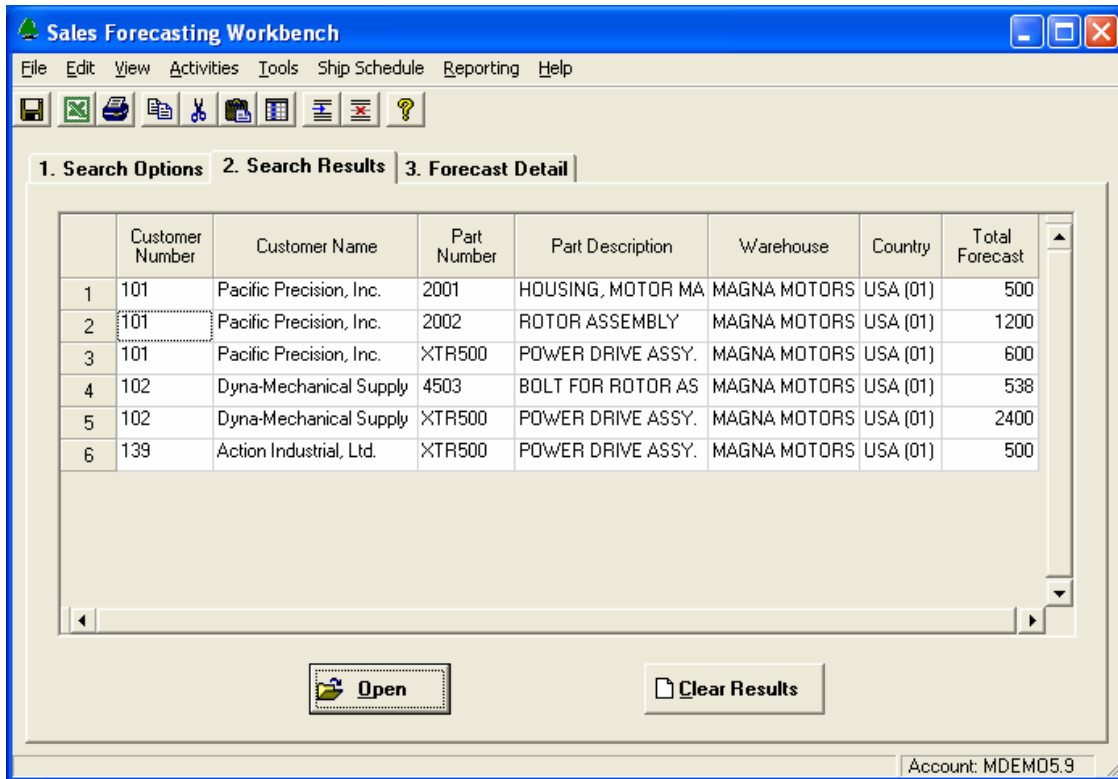 Sales Forecasting Workbench
File Edit View Activities Tools Ship Schedule Reporting Help
1. Search Options 2. Search Results 3. Forecast Detail
Customer Number Customer Name Part Number Part Description Warehouse Country Total Forecast
1 101 Pacific Precision, Inc. 2001 HOUSING, MOTOR MA MAGNA MOTORS USA (01) 500
2 101 Pacific Precision, Inc. 2002 ROTOR ASSEMBLY MAGNA MOTORS USA (01) 1200
3 101 Pacific Precision, Inc. XTR500 POWER DRIVE ASSY. MAGNA MOTORS USA (01) 600
4 102 Dyna-Mechanical Supply 4503 BOLT FOR ROTOR AS MAGNA MOTORS USA (01) 538
5 102 Dyna-Mechanical Supply XTR500 POWER DRIVE ASSY. MAGNA MOTORS USA (01) 2400
6 139 Action Industrial, Ltd. XTR500 POWER DRIVE ASSY. MAGNA MOTORS USA (01) 500
Open Clear Results
Account: MDEMO5.9